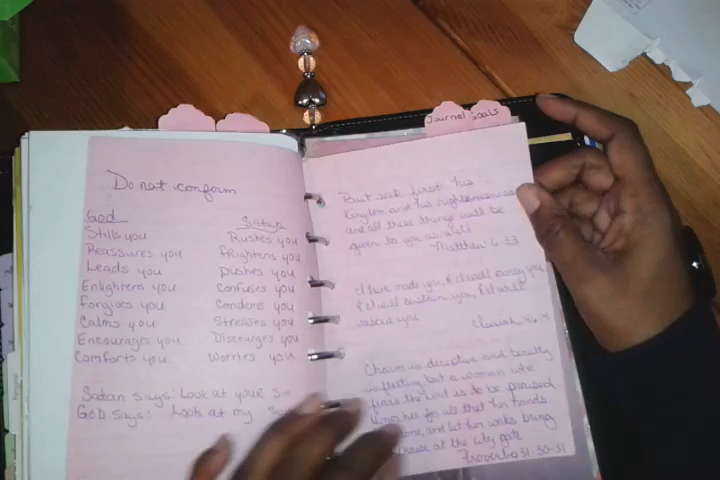 Journal Goals
Do not conform
God Satan
Stills you Rushes you
Reassures you frightens you
Leads you pushes you
Enlightens you confuses you
forgives you Condems you
Calms you Stresses you
Encourages you Discourges you
Comforts you Worries you
Satan says: Look at your Sin
GOD says: Look at my
But seek first his
Kingdom and his righteousness
and all these things will be
given to you as well
Matthew 6:33
I have made you, & I will carry you,
& I will sustain you, & I will
rescue you
Isaiah 46:
Charm is deceptive and beauty
is fleeting but a woman who
fears the Lord is to be praised
Honor her for all that her hands
done, and let her works bring
praise at the city gate
Proverbs 31-30-31